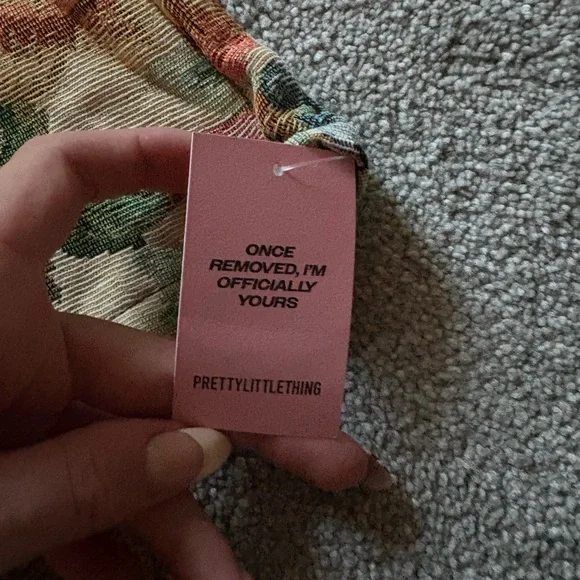 ONCE
REMOVED, I'M
OFFICIALLY
YOURS
PRETTYLITTLETHING